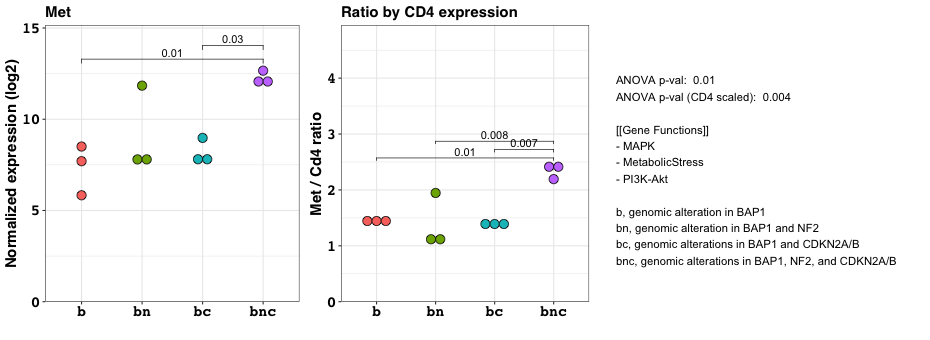 Met
Normalized expression (log2)
15
10
5
0
0.03
0.01
b bn bc bnc
Ratio by CD4 expression
Met / Cd4 ratio
4
3
2
1
0
0.008
0.007
0.01
b bn bc bnc
ANOVA p-val: 0.01
ANOVA p-val (CD4 scaled): 0.004
[[Gene Functions]]
- MAPK
- MetabolicStress
- PI3K-Akt
b, genomic alteration in BAP1
bn, genomic alteration in BAP1 and NF2
bc, genomic alterations in BAP1 and CDKN2A/B
bnc, genomic alterations in BAP1, NF2, and CDKN2A/B